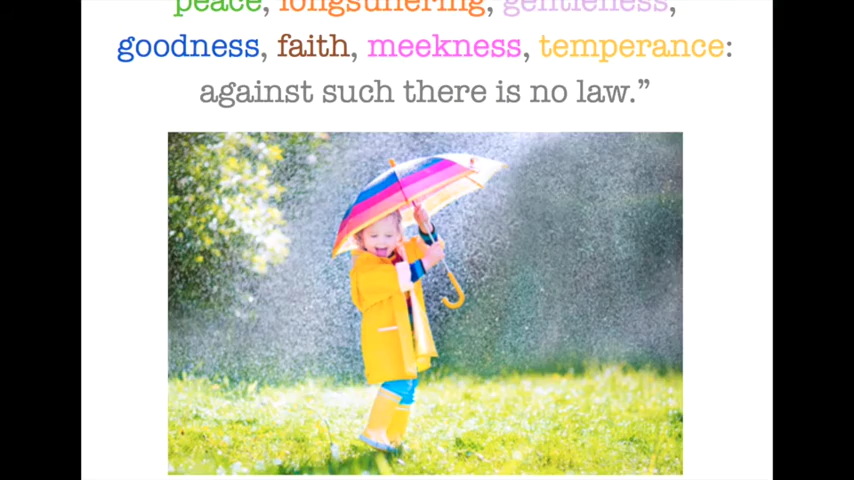 peace, longsuffering, gentleness,
goodness, faith, meekness, temperance:
against such there is no law.”